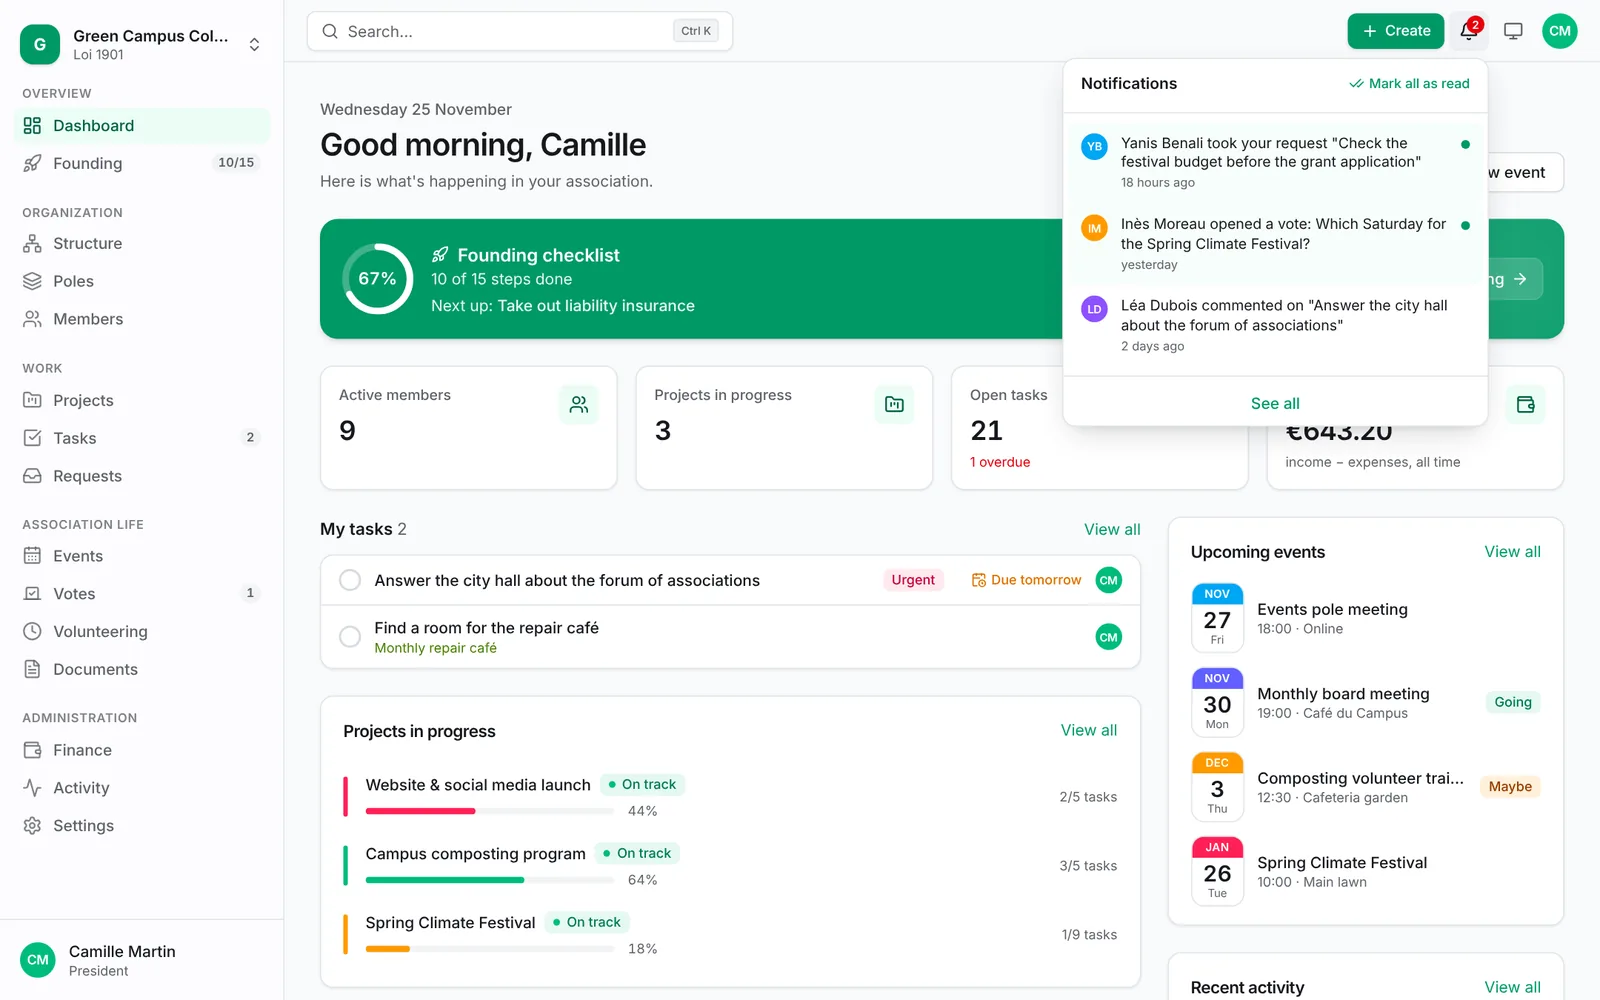 G
Green Campus Col...
Loi 1901
OVERVIEW
Dashboard
Founding
10/15
ORGANIZATION
Structure
Poles
Members
WORK
Projects
Tasks
2
Requests
ASSOCIATION LIFE
Events
Votes
1
Volunteering
Documents
ADMINISTRATION
Finance
Activity
Settings
CM
Camille Martin
President
Search...
Ctrl K
Create
2
CM
Wednesday 25 November
Good morning, Camille
Here is what's happening in your association.
w event
Notifications
Mark all as read
YB
Yanis Benali took your request "Check the
festival budget before the grant application"
18 hours ago
IM
Inès Moreau opened a vote: Which Saturday for
the Spring Climate Festival?
yesterday
LD
Léa Dubois commented on "Answer the city hall
about the forum of associations"
2 days ago
See all
67%
Founding checklist
10 of 15 steps done
Next up: Take out liability insurance
ng
Active members
9
Projects in progress
3
Open tasks
21
1 overdue
€643.20
income – expenses, all time
My tasks 2
View all
Answer the city hall about the forum of associations
Urgent
Due tomorrow
CM
Find a room for the repair café
Monthly repair café
CM
Projects in progress
View all
Website & social media launch
On track
44%
2/5 tasks
Campus composting program
On track
64%
3/5 tasks
Spring Climate Festival
On track
18%
1/9 tasks
Upcoming events
View all
NOV
27
Fri
Events pole meeting
18:00 · Online
NOV
30
Mon
Monthly board meeting
19:00 · Café du Campus
Going
DEC
3
Thu
Composting volunteer trai...
12:30 · Cafeteria garden
Maybe
JAN
26
Tue
Spring Climate Festival
10:00 · Main lawn
Recent activity
View all